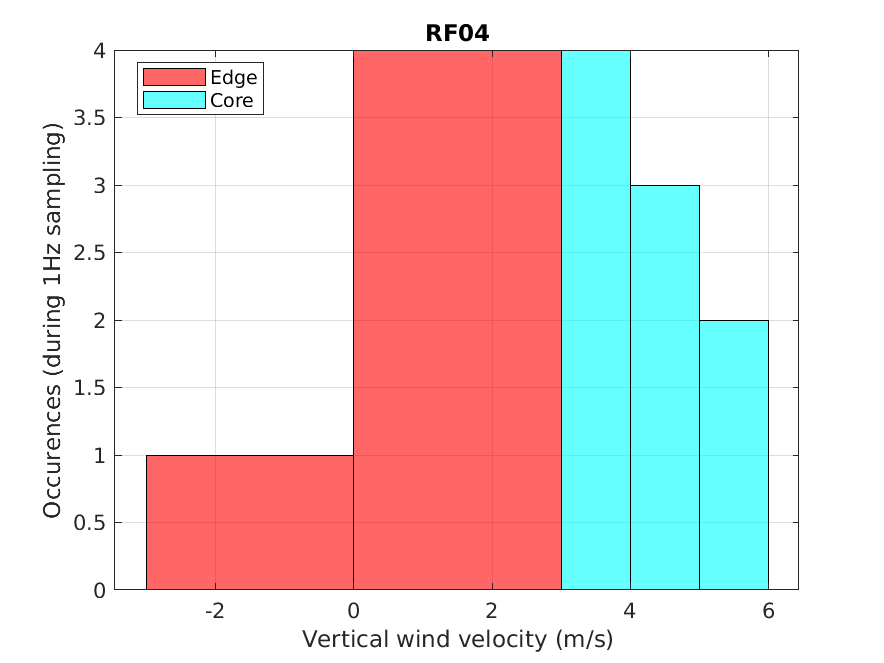 RF04
Edge
Core
Occurences (during 1Hz sampling)
4
3.5
3
2.5
2
1.5
1
0.5
0
-2
0
2
4
6
Vertical wind velocity (m/s)